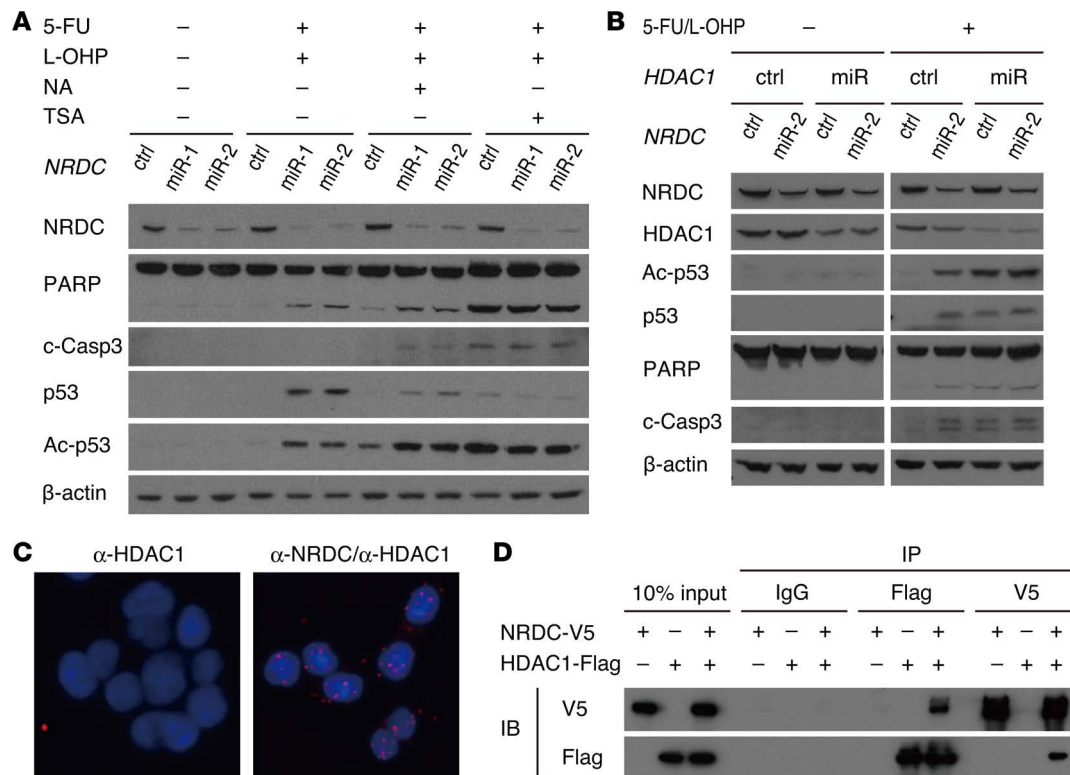 A
5-FU – + + +
L-OHP – + + +
NA – – + –
TSA – – – +
NRDC ctrl miR-1 miR-2 ctrl miR-1 miR-2 ctrl miR-1 miR-2 ctrl miR-1 miR-2
NRDC
PARP
c-Casp3
p53
Ac-p53
β-actin
B
5-FU/L-OHP – +
HDAC1 ctrl miR ctrl miR
NRDC ctrl miR-2 ctrl miR-2 ctrl miR-2 ctrl miR-2
NRDC
HDAC1
Ac-p53
p53
PARP
c-Casp3
β-actin
C
α-HDAC1 α-NRDC/α-HDAC1
D
IP
10% input IgG Flag V5
NRDC-V5 + – + + – + + – + + – +
HDAC1-Flag – + + – + + – + + – + +
IB
V5
Flag